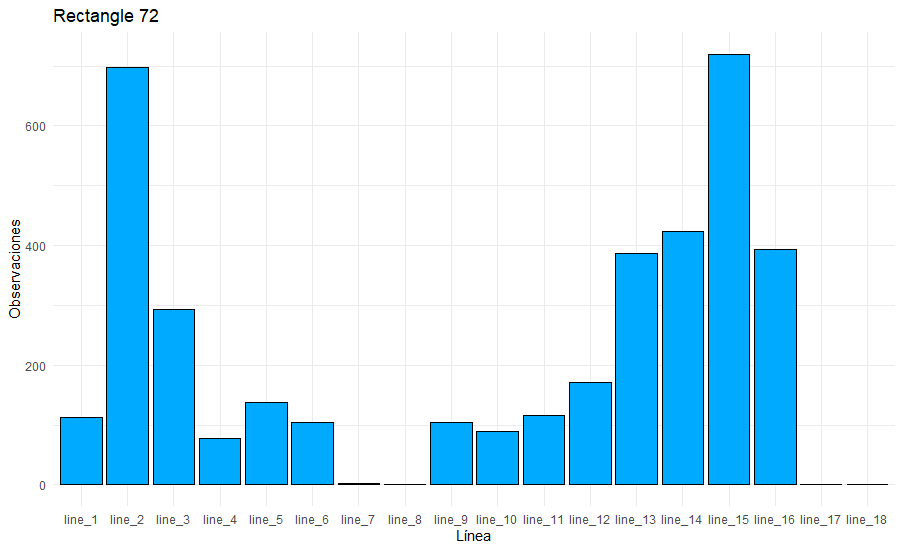 Rectangle 72
Observaciones
600
400
200
0
line_1 line_2 line_3 line_4 line_5 line_6 line_7 line_8 line_9 line_10 line_11 line_12 line_13 line_14 line_15 line_16 line_17 line_18
Línea